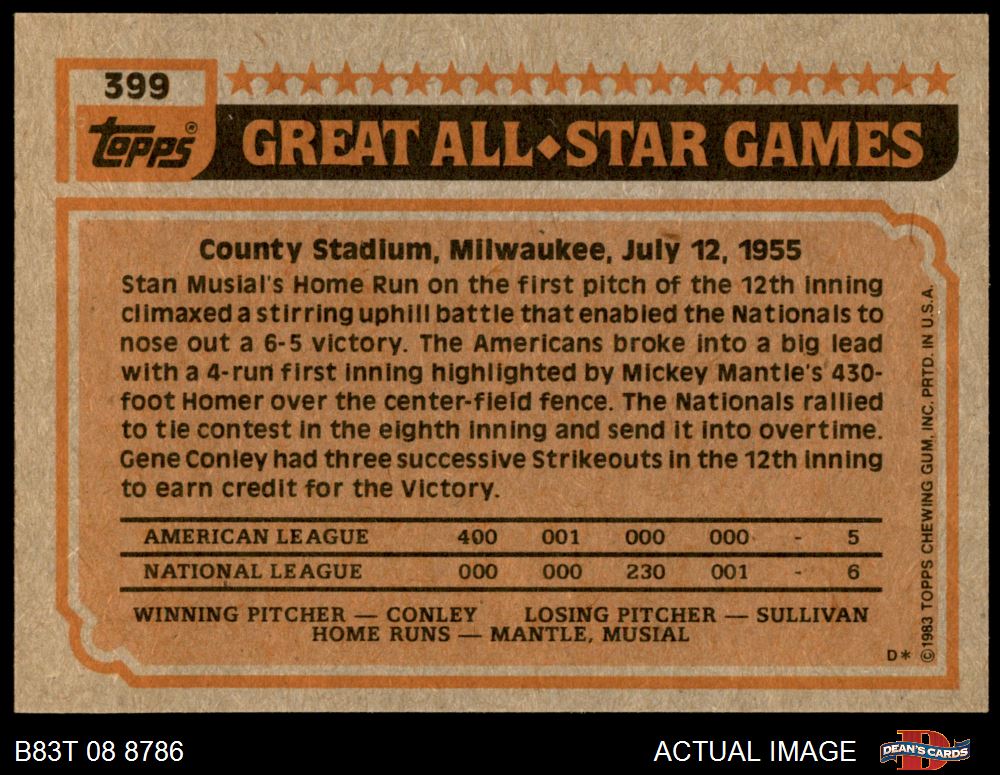 399
topps®
GREAT ALL◆STAR GAMES
County Stadium, Milwaukee, July 12, 1955
Stan Musial's Home Run on the first pitch of the 12th inning
climaxed a stirring uphill battle that enabled the Nationals to
nose out a 6-5 victory. The Americans broke into a big lead
with a 4-run first inning highlighted by Mickey Mantle's 430-
foot Homer over the center-field fence. The Nationals rallied
to tie contest in the eighth inning and send it into overtime.
Gene Conley had three successive Strikeouts in the 12th inning
to earn credit for the Victory.
AMERICAN LEAGUE 400 001 000 000 - 5
NATIONAL LEAGUE 000 000 230 001 - 6
WINNING PITCHER — CONLEY LOSING PITCHER — SULLIVAN
HOME RUNS — MANTLE, MUSIAL
D*
©1983 TOPPS CHEWING GUM, INC. PRTD. IN U.S.A.
B83T 08 8786
ACTUAL IMAGE
D
DEAN'S CARDS